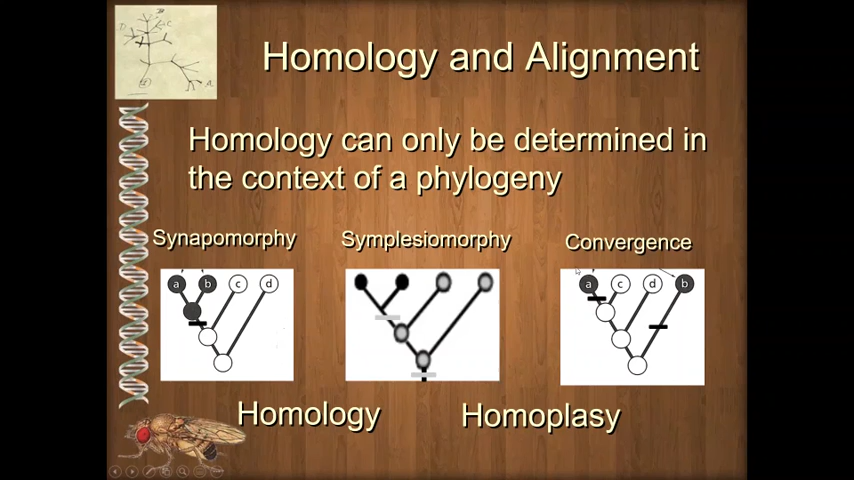 Homology and Alignment
Homology can only be determined in
the context of a phylogeny
Synapomorphy
Symplesiomorphy
Convergence
a b c d
a c d b
Homology
Homoplasy